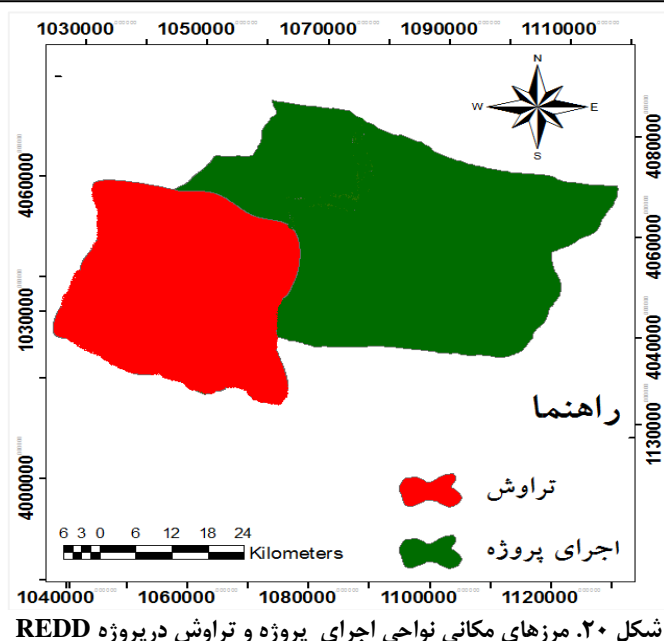 1030000 1050000 1070000 1090000 1110000
N
W E
S
4080000
4060000
4060000
1030000
4040000
راهنما
1130000
تراوش
4000000
6 3 0 6 12 18 24
Kilometers
اجرای پروژه
1040000 1060000 1080000 1100000 1120000
شکل ۲۰. مرزهای مکانی نواحی اجرای پروژه و تراوش درپروژه REDD